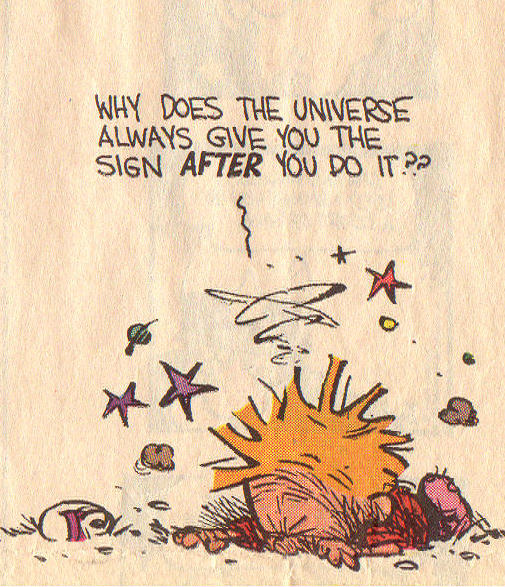 WHY DOES THE UNIVERSE
ALWAYS GIVE YOU THE
SIGN AFTER YOU DO IT??